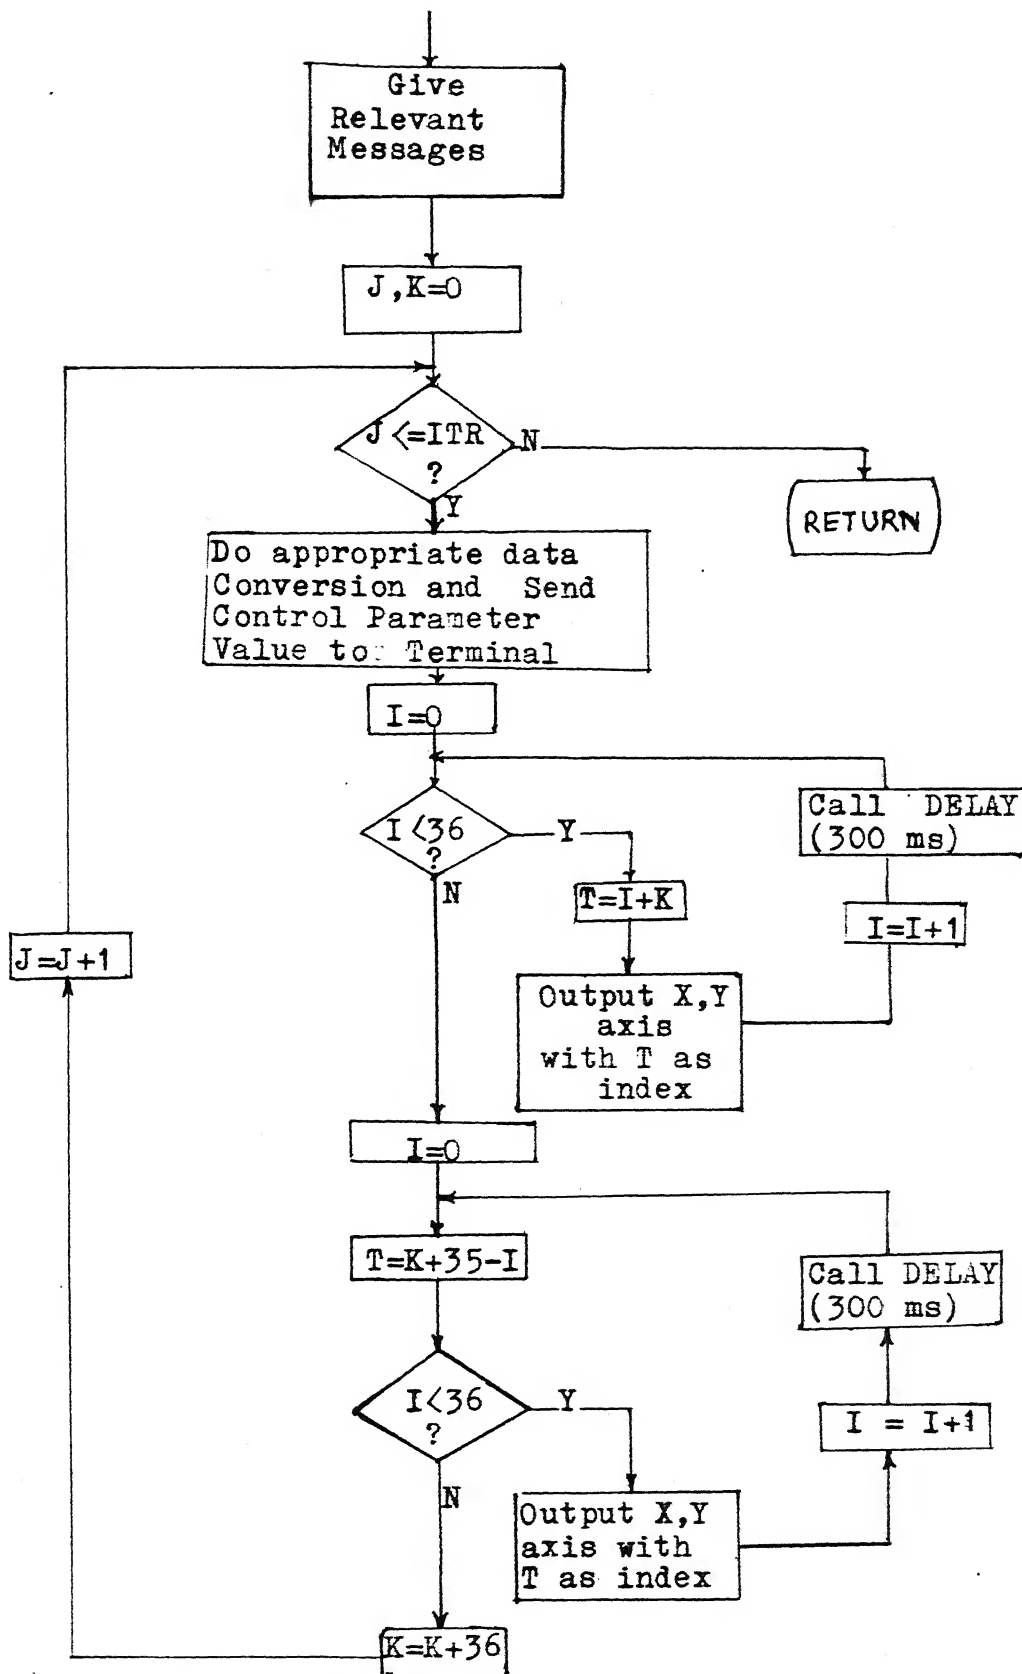 Give
Relevant
Messages
J,K=0
J <=ITR
?
N
Y
RETURN
Do appropriate data
Conversion and Send
Control Parameter
Value to Terminal
I=0
I <36
?
Y
N
T=I+K
Output X,Y
axis
with T as
index
I=I+1
Call DELAY
(300 ms)
J=J+1
I=0
T=K+35-I
I<36
?
Y
N
Output X,Y
axis with
T as index
I = I+1
Call DELAY
(300 ms)
K=K+36